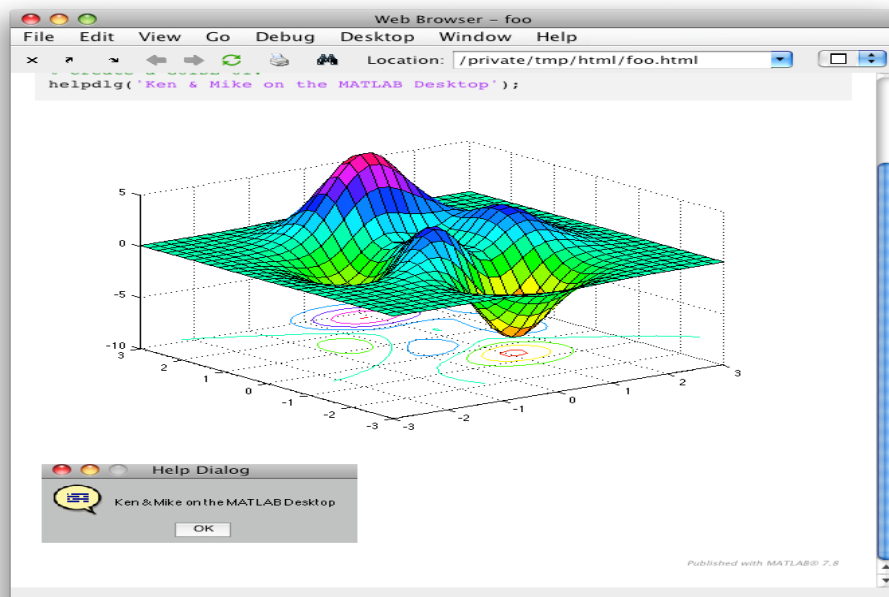 Web Browser – foo
File Edit View Go Debug Desktop Window Help
Location: /private/tmp/html/foo.html
helpdlg('Ken & Mike on the MATLAB Desktop');
5
0
-5
-10
3
2
1
0
-1
-2
-3
-3
-2
-1
0
1
2
3
Help Dialog
Ken & Mike on the MATLAB Desktop
OK
Published with MATLAB® 7.8